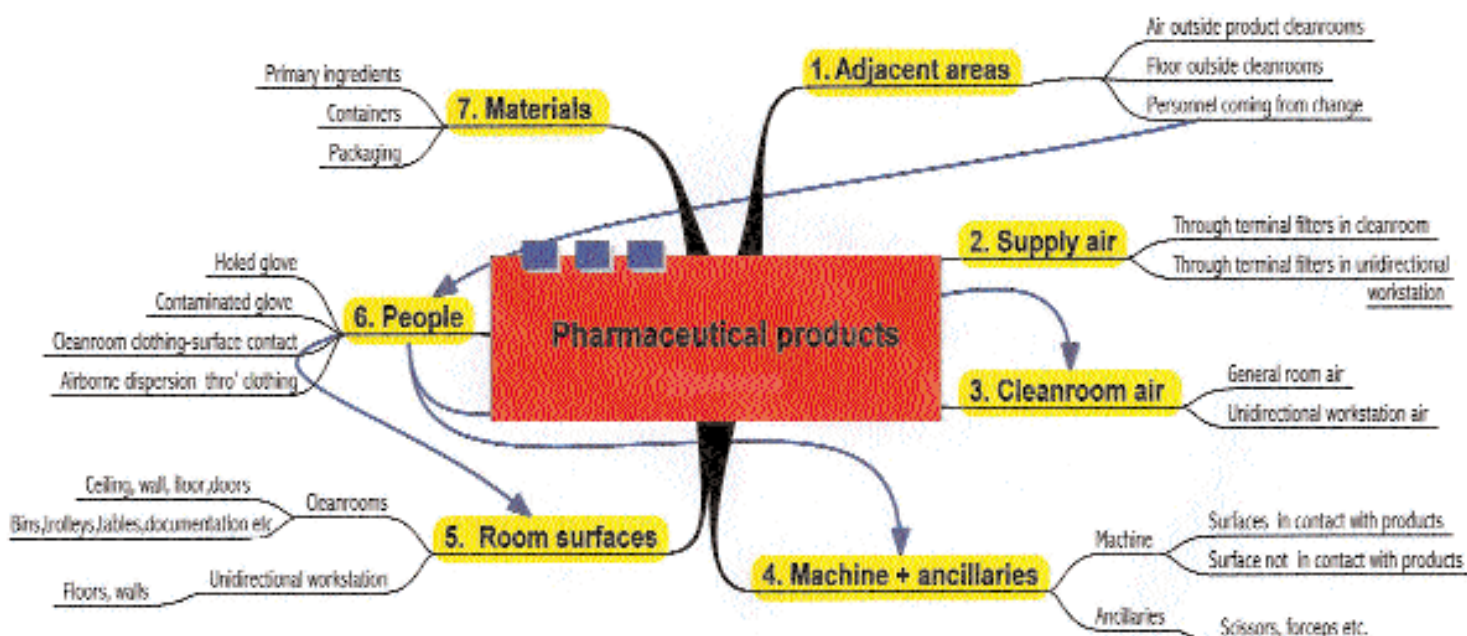 Pharmaceutical products
1. Adjacent areas
Air outside product cleanrooms
Floor outside cleanrooms
Personnel coming from change
2. Supply air
Through terminal filters in cleanroom
Through terminal filters in unidirectional
workstation
3. Cleanroom air
General room air
Unidirectional workstation air
4. Machine + ancillaries
Machine
Surfaces in contact with products
Surface not in contact with products
Ancillaries
Scissors, forceps etc.
5. Room surfaces
Cleanrooms
Ceiling, wall, floor,doors
Bins,trolleys,tables,documentation etc
Unidirectional workstation
Floors, walls
6. People
Holed glove
Contaminated glove
Cleanroom clothing-surface contact
Airborne dispersion thro' clothing
7. Materials
Primary ingredients
Containers
Packaging